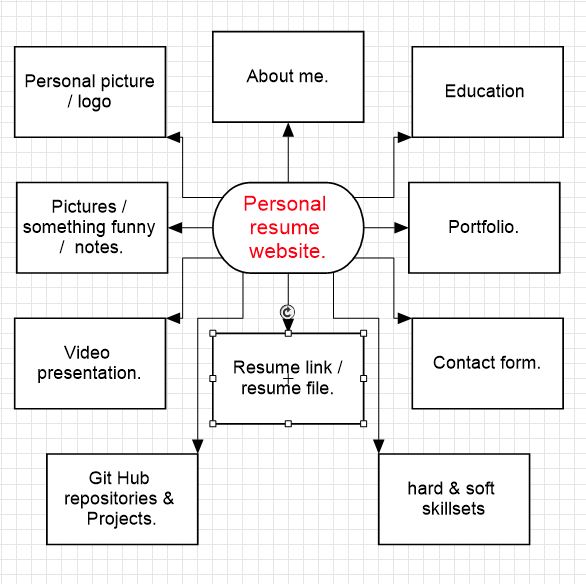 Personal picture
/ logo
About me.
Education
Personal
resume
website.
Pictures /
something funny
/ notes.
Portfolio.
Video
presentation.
Resume link /
resume file.
Contact form.
Git Hub
repositories &
Projects.
hard & soft
skillsets